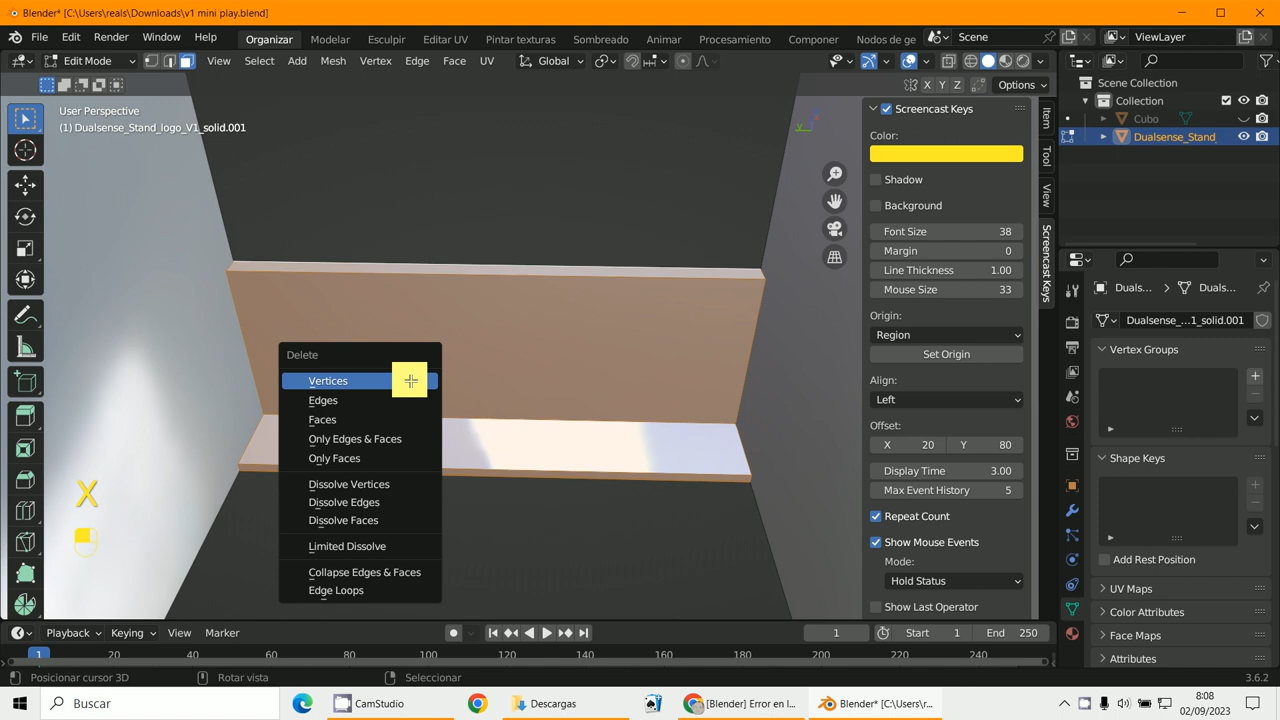 Blender* [C:\Users\reals\Downloads\v1 mini play.blend]
File Edit Render Window Help Organizar Modelar Esculpir Editar UV Pintar texturas Sombreado Animar Procesamiento Componer Nodos de ge Scene ViewLayer
Edit Mode View Select Add Mesh Vertex Edge Face UV Global
X Y Z Options
User Perspective
(1) Dualsense_Stand_logo_V1_solid.001
Screencast Keys
Color:
Shadow
Background
Font Size 38
Margin 0
Line Thickness 1.00
Mouse Size 33
Origin:
Region
Set Origin
Align:
Left
Offset:
X 20 Y 80
Display Time 3.00
Max Event History 5
Repeat Count
Show Mouse Events
Mode:
Hold Status
Show Last Operator
Item
Tool
View
Screencast Keys
Scene Collection
Collection
Cubo
Dualsense_Stand
Duals... Duals...
Dualsense_...1_solid.001
Vertex Groups
Shape Keys
Add Rest Position
UV Maps
Color Attributes
Face Maps
Attributes
Delete
Vertices
Edges
Faces
Only Edges & Faces
Only Faces
Dissolve Vertices
Dissolve Edges
Dissolve Faces
Limited Dissolve
Collapse Edges & Faces
Edge Loops
X
y
Playback Keying View Marker 1 Start 1 End 250
1 20 40 60 80 100 120 140 160 180 200 220 240
Posicionar cursor 3D Rotar vista Seleccionar 3.6.2
Buscar CamStudio Descargas [Blender] Error en l... Blender* [C:\Users\r...
8:08
02/09/2023